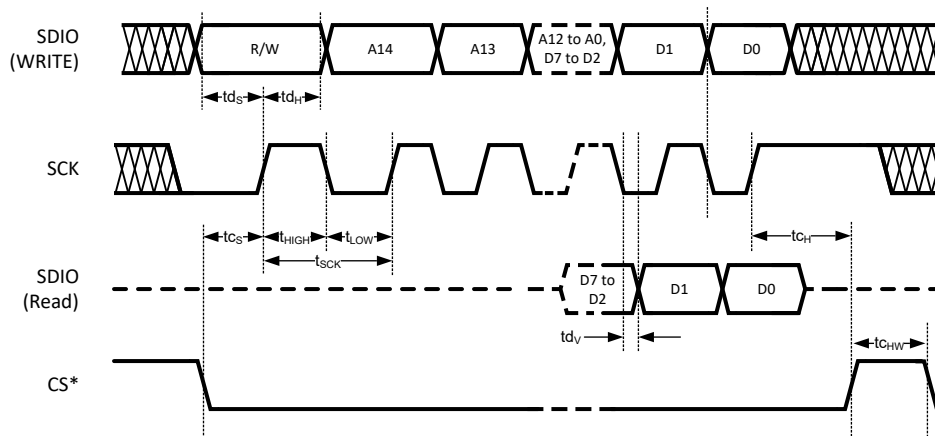 SDIO
(WRITE)
R/W
A14
A13
A12 to A0,
D7 to D2
D1
D0
tdS
tdH
SCK
tcS
tHIGH
tLOW
tSCK
tcH
SDIO
(Read)
D7 to
D2
D1
D0
tdV
tcHW
CS*